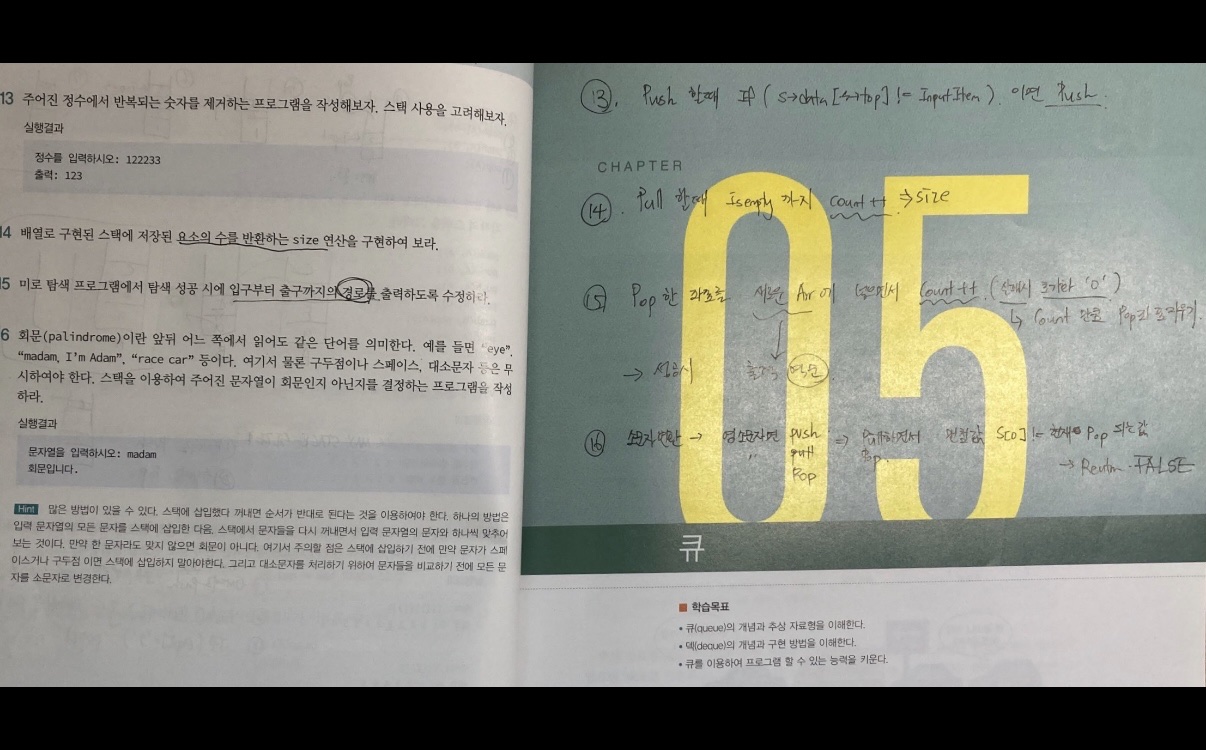 13 주어진 정수에서 반복되는 숫자를 제거하는 프로그램을 작성해보자. 스택 사용을 고려해보자.
실행결과
정수를 입력하시오: 122233
출력: 123
14 배열로 구현된 스택에 저장된 요소의 수를 반환하는 size 연산을 구현하여 보라.
5 미로 탐색 프로그램에서 탐색 성공 시에 입구부터 출구까지의 경로를 출력하도록 수정하라.
6 회문(palindrome)이란 앞뒤 어느 쪽에서 읽어도 같은 단어를 의미한다. 예를 들면 "eye",
"madam, I'm Adam", "race car" 등이다. 여기서 물론 구두점이나 스페이스, 대소문자 등은 무
시하여야 한다. 스택을 이용하여 주어진 문자열이 회문인지 아닌지를 결정하는 프로그램을 작성
하라.
실행결과
문자열을 입력하시오: madam
회문입니다.
Hint 많은 방법이 있을 수 있다. 스택에 삽입했다 꺼내면 순서가 반대로 된다는 것을 이용하여야 한다. 하나의 방법은
입력 문자열의 모든 문자를 스택에 삽입한 다음, 스택에서 문자들을 다시 꺼내면서 입력 문자열의 문자와 하나씩 맞추어
보는 것이다. 만약 한 문자라도 맞지 않으면 회문이 아니다. 여기서 주의할 점은 스택에 삽입하기 전에 만약 문자가 스페
이스거나 구두점 이면 스택에 삽입하지 말아야한다. 그리고 대소문자를 처리하기 위하여 문자들을 비교하기 전에 모든 문
자를 소문자로 변경한다.
13. Push 할때 IF ( S→data[S→top] != InputItem ) 이면 Push.
CHAPTER
05
14. Pull 할때 Isempty 까지 count ++ ⇒ size
15 Pop 한 좌표를 새로운 Arr에 넣으면서 Count ++.
↳ Count 만큼 Pop
→ 성공시 출력 역순
16 소문자변환 → 영소문자면 push
pull
Pop
⇒ Pull하면서 S[0] != 현재 Pop 되는값
Pop.
→ Return FALSE
큐
학습목표
• 큐(queue)의 개념과 추상 자료형을 이해한다.
• 덱(deque)의 개념과 구현 방법을 이해한다.
• 큐를 이용하여 프로그램 할 수 있는 능력을 키운다.